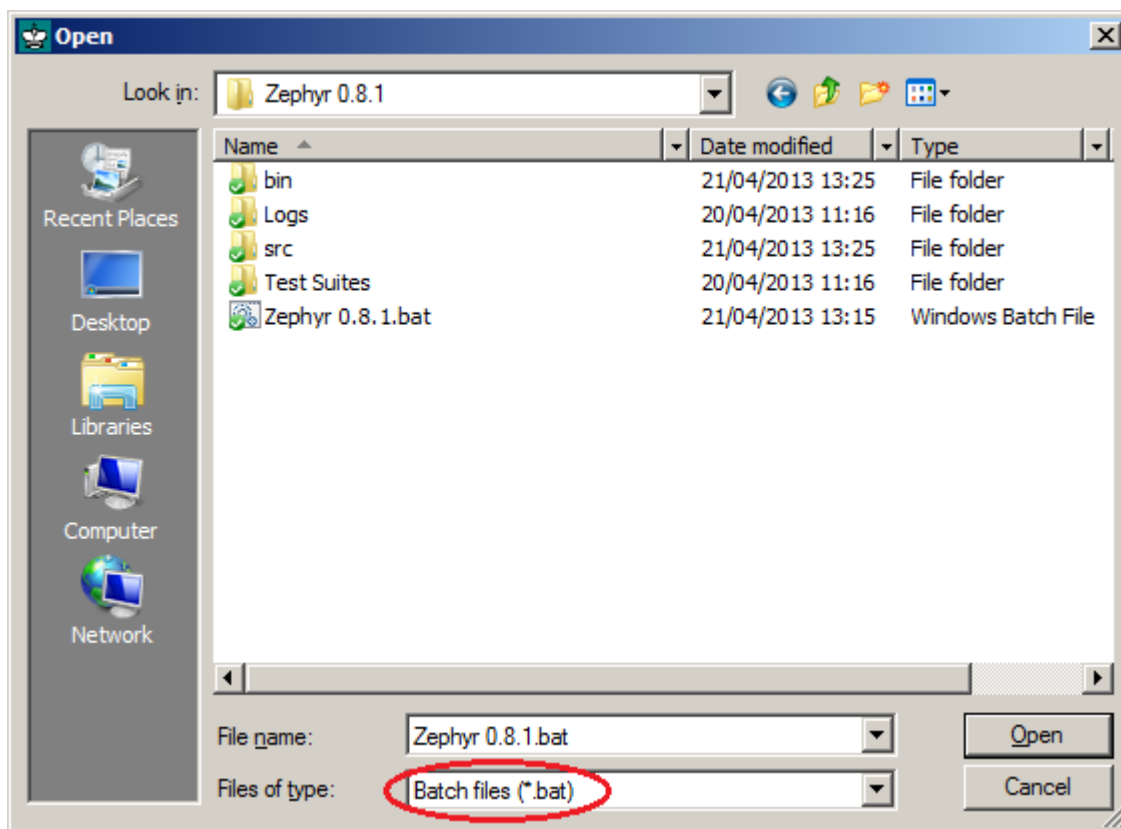 Open
Look in: Zephyr 0.8.1
Name Date modified Type
bin 21/04/2013 13:25 File folder
Logs 20/04/2013 11:16 File folder
src 21/04/2013 13:25 File folder
Test Suites 20/04/2013 11:16 File folder
Zephyr 0.8.1.bat 21/04/2013 13:15 Windows Batch File
Recent Places
Desktop
Libraries
Computer
Network
File name: Zephyr 0.8.1.bat Open
Files of type: Batch files (*.bat) Cancel